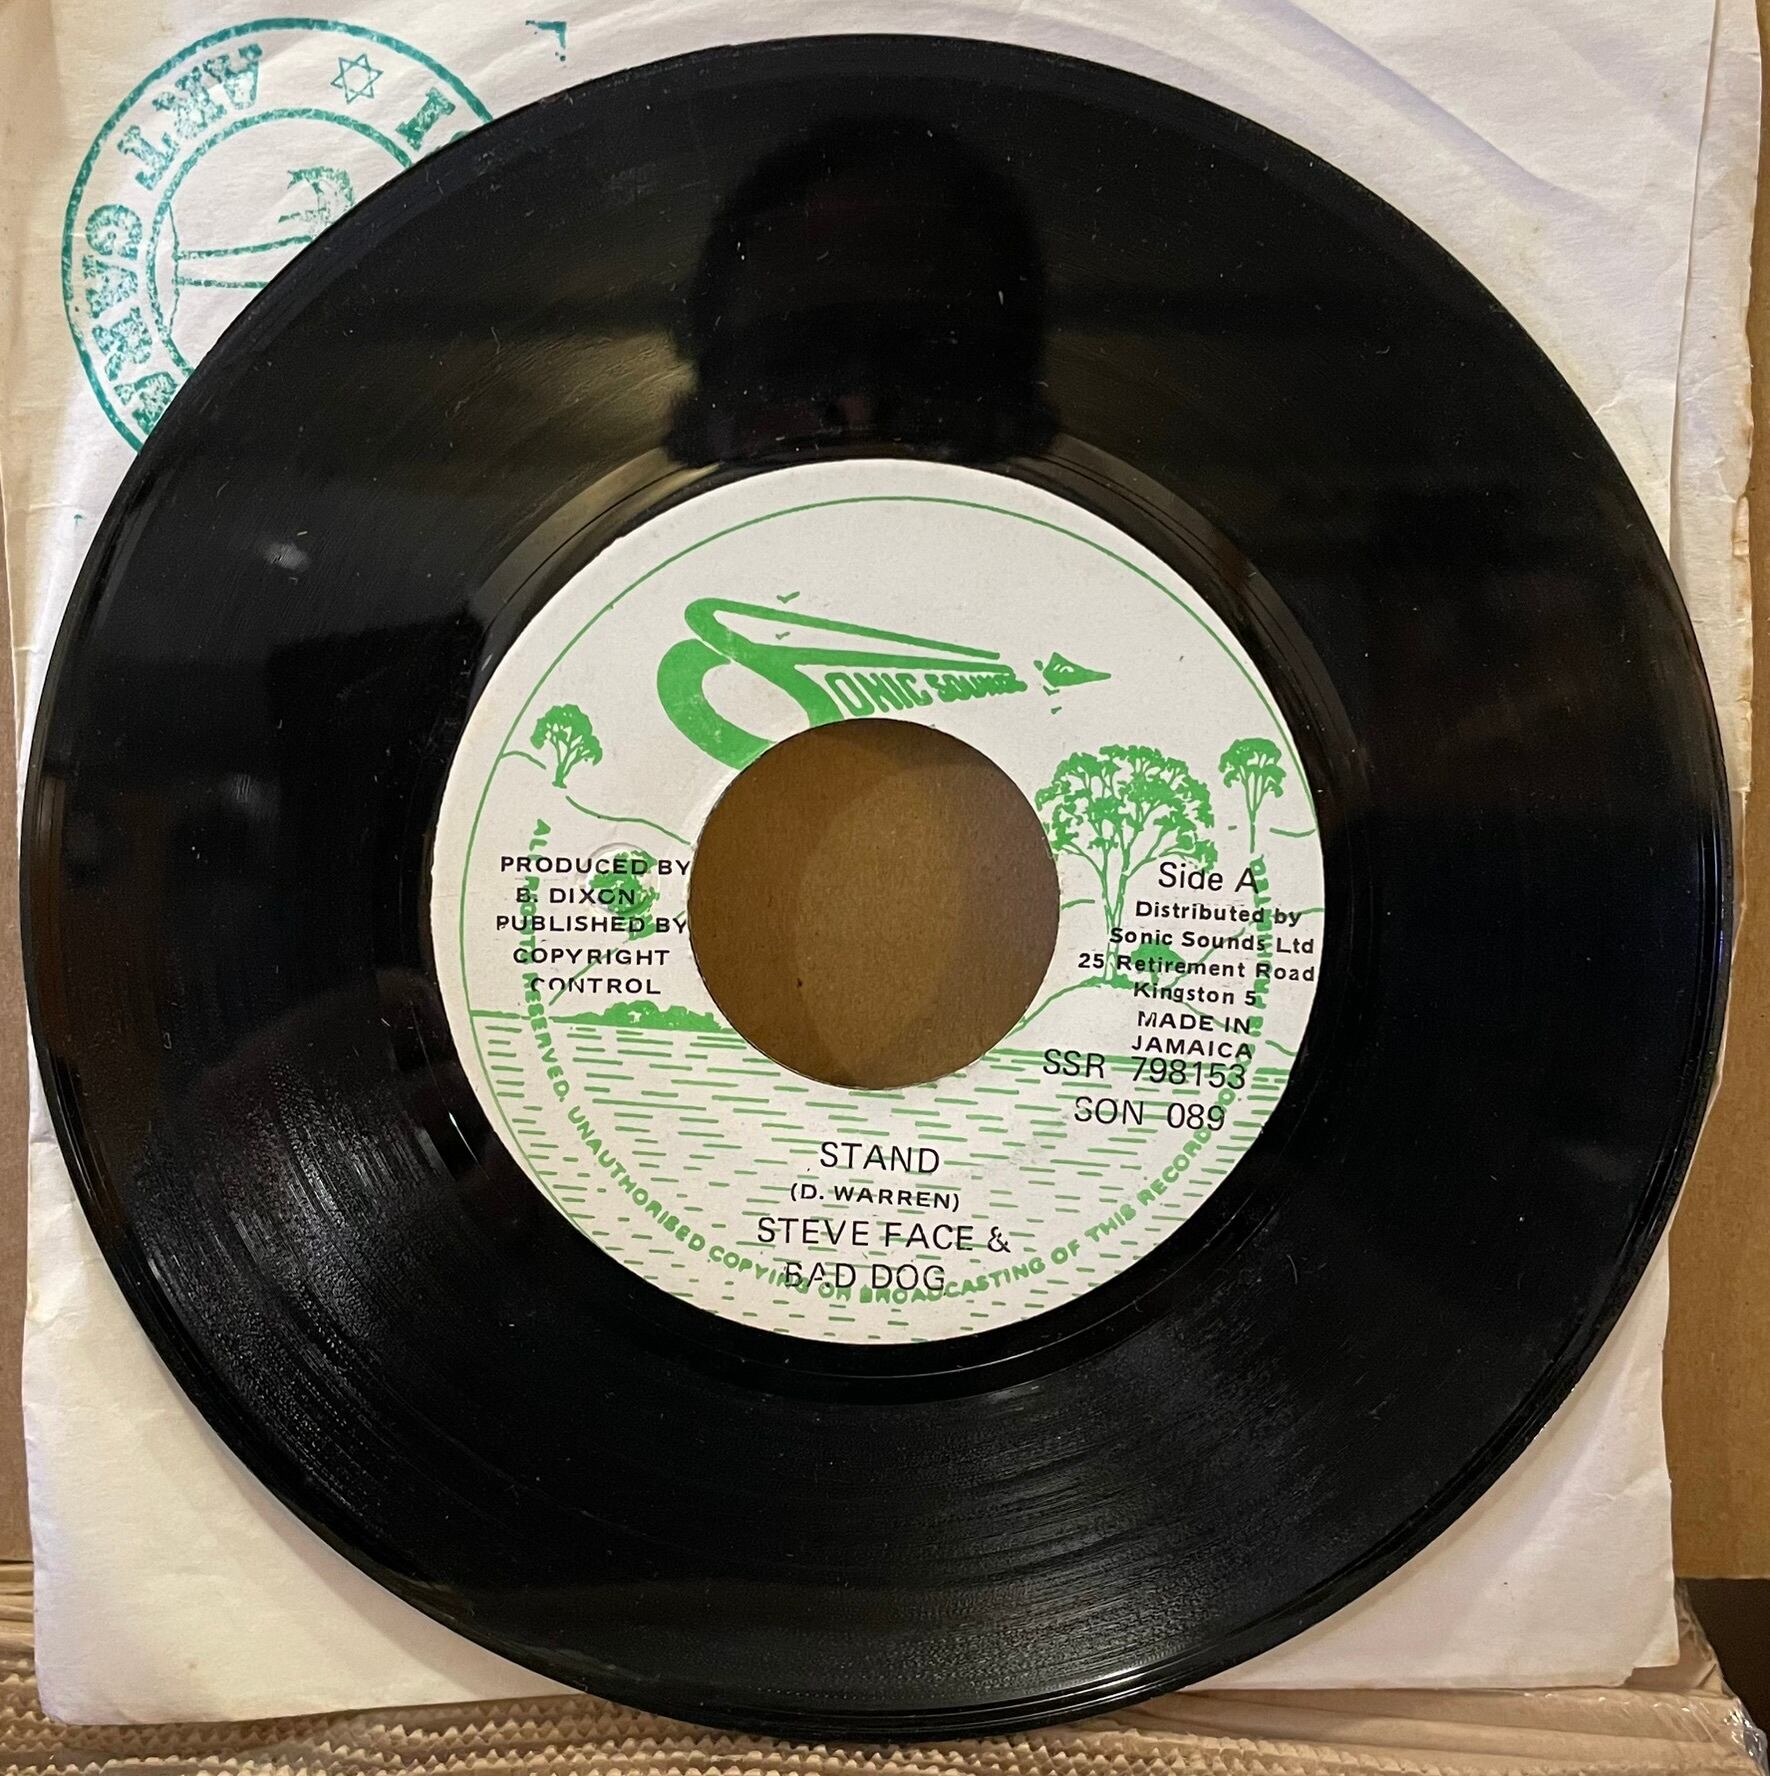 SONIC SOUNDS
PRODUCED BY
B. DIXON
PUBLISHED BY
COPYRIGHT
CONTROL
Side A
Distributed by
Sonic Sounds Ltd
25 Retirement Road
Kingston 5
MADE IN
JAMAICA
SSR 798153
SON 089
STAND
(D. WARREN)
STEVE FACE &
BAD DOG
ALL RIGHTS RESERVED. UNAUTHORISED COPYING OR BROADCASTING OF THIS RECORD PROHIBITED